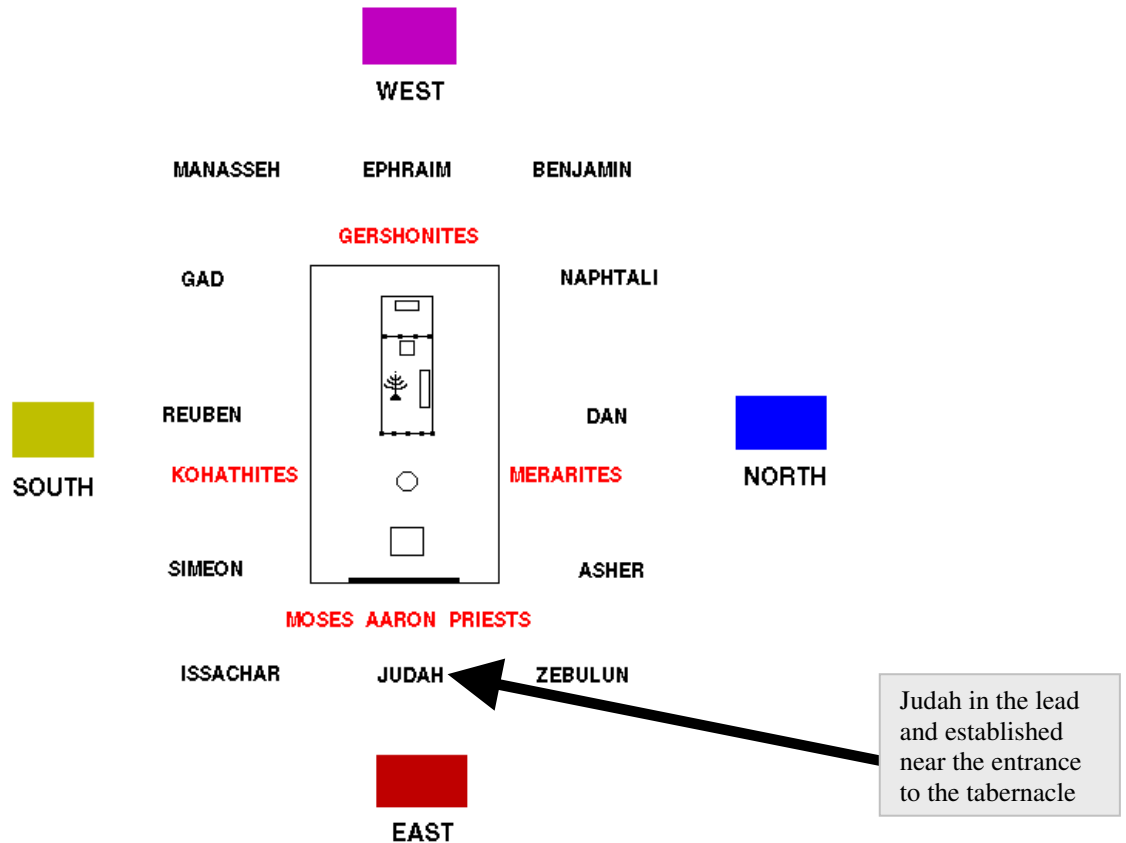 WEST
MANASSEH EPHRAIM BENJAMIN
GERSHONITES
GAD NAPHTALI
REUBEN DAN
KOHATHITES MERARITES
SOUTH NORTH
SIMEON ASHER
MOSES AARON PRIESTS
ISSACHAR JUDAH ZEBULUN
Judah in the lead
and established
near the entrance
to the tabernacle
EAST